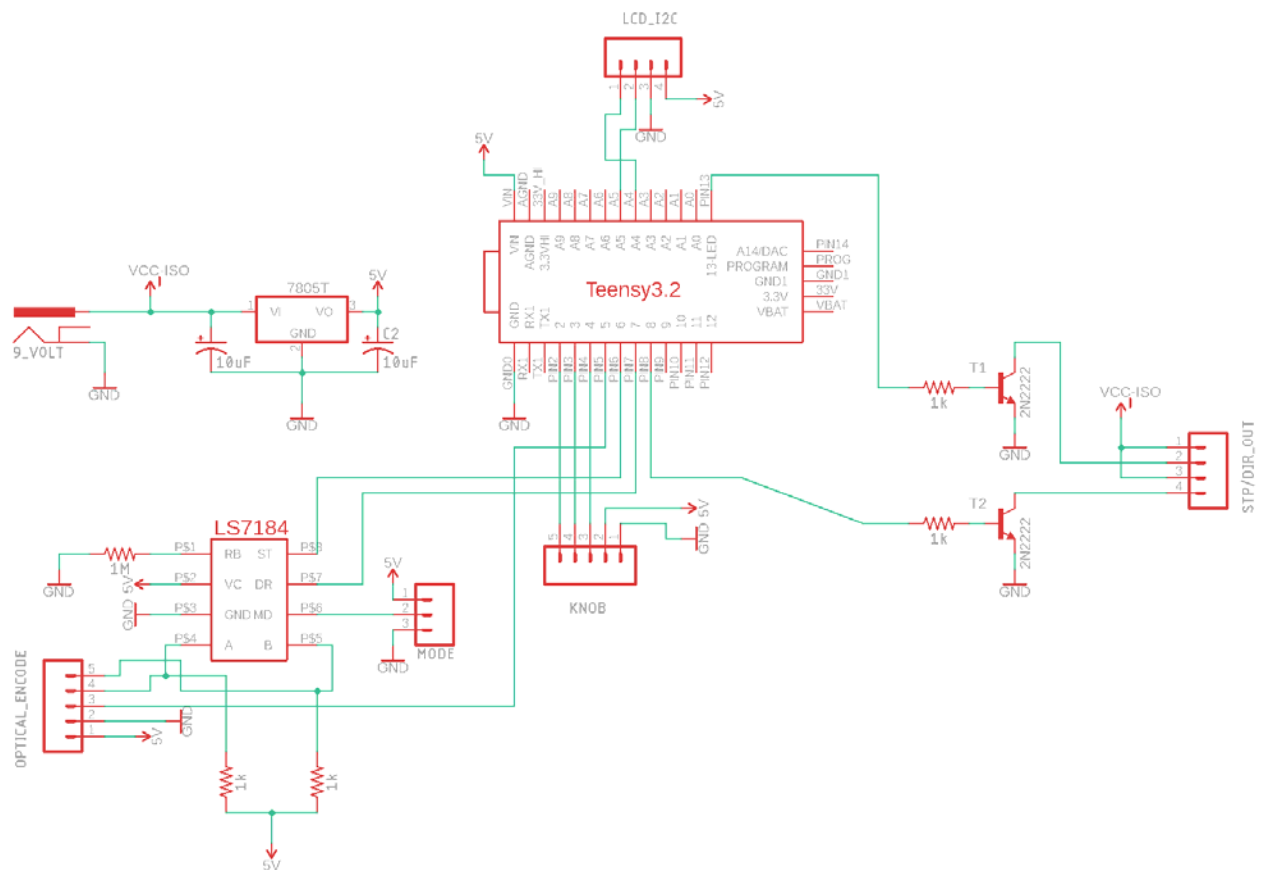 LCD_I2C
1 2 3 4
5V
GND
5V
VIN AGND 33V_HI A9 A8 A7 A6 A5 A4 A3 A2 A1 A0 PIN13
VIN AGND 3.3VHI A9 A8 A7 A6 A5 A4 A3 A2 A1 A0 13-LED
A14/DAC PIN14
PROGRAM PROG
GND1 GND1
3.3V 33V
VBAT VBAT
Teensy3.2
GND RX1 TX1 2 3 4 5 6 7 8 9 10 11 12
GND0 RX1 TX1 PIN2 PIN3 PIN4 PIN5 PIN6 PIN7 PIN8 PIN9 PIN10 PIN11 PIN12
GND
VCC-ISO
7805T
5V
1 VI VO 3
GND
2
C2
10uF
10uF
9_VOLT
GND
GND
T1
2N2222
1k
GND
VCC-ISO
1
2
3
4
STP/DIR_OUT
T2
2N2222
1k
GND
5V
GND
5 4 3 2 1
KNOB
LS7184
P$1 RB ST P$8
P$2 VC DR P$7
P$3 GND MD P$6
P$4 A B P$5
1M
GND
5V
GND
5V
1
2
3
MODE
GND
OPTICAL_ENCODE
5
4
3
2
1
GND
5V
1k
1k
5V